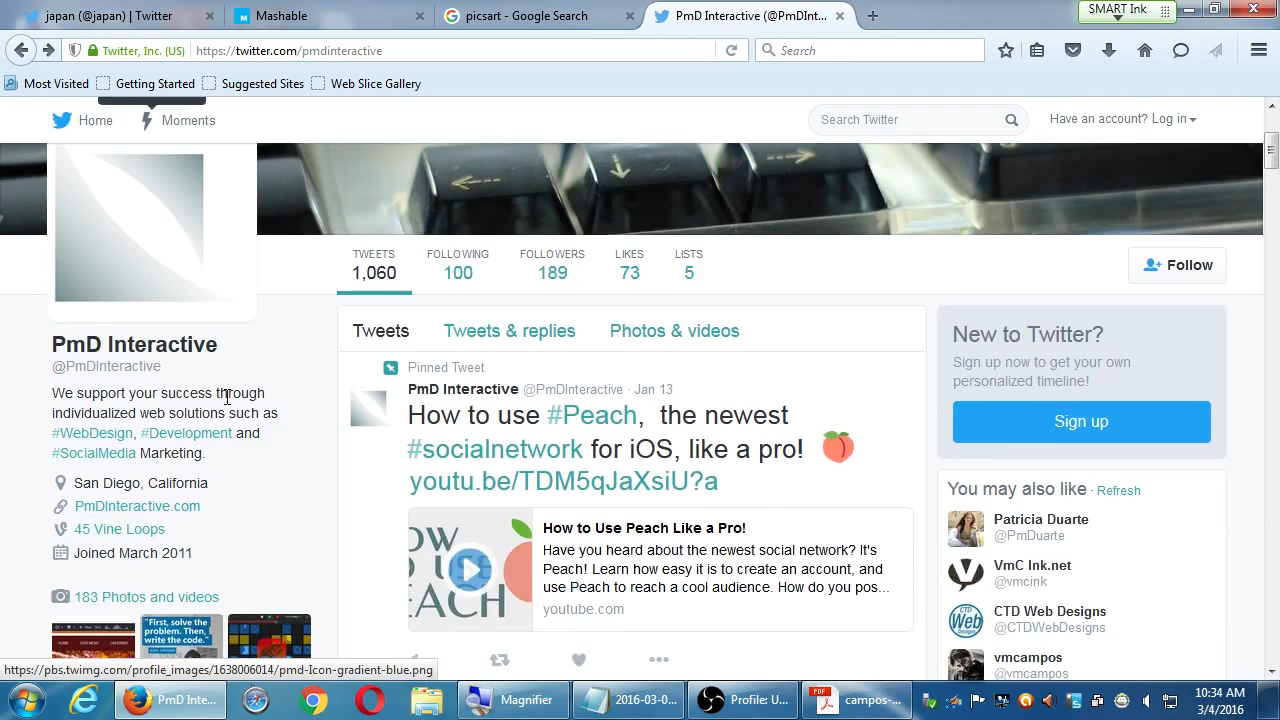 japan (@japan) | Twitter
Mashable
picsart - Google Search
PmD Interactive (@PmDInt...
SMART Ink
Twitter, Inc. (US)
https://twitter.com/pmdinteractive
Search
Most Visited
Getting Started
Suggested Sites
Web Slice Gallery
Home
Moments
Search Twitter
Have an account? Log in
TWEETS
1,060
FOLLOWING
100
FOLLOWERS
189
LIKES
73
LISTS
5
Follow
PmD Interactive
@PmDInteractive
We support your success through
individualized web solutions such as
#WebDesign, #Development and
#SocialMedia Marketing.
San Diego, California
PmDInteractive.com
45 Vine Loops
Joined March 2011
183 Photos and videos
"First, solve the
problem. Then,
write the code."
Tweets
Tweets & replies
Photos & videos
Pinned Tweet
PmD Interactive @PmDInteractive · Jan 13
How to use #Peach, the newest
#socialnetwork for iOS, like a pro!
youtu.be/TDM5qJaXsiU?a
How to Use Peach Like a Pro!
Have you heard about the newest social network? It's
Peach! Learn how easy it is to create an account, and
use Peach to reach a cool audience. How do you pos...
youtube.com
New to Twitter?
Sign up now to get your own
personalized timeline!
Sign up
You may also like · Refresh
Patricia Duarte
@PmDuarte
VmC Ink.net
@vmcink
CTD Web Designs
@CTDWebDesigns
CTD
Web
vmcampos
@vmcampos
https://pbs.twimg.com/profile_images/1638006014/pmd-Icon-gradient-blue.png
PmD Inte...
Magnifier
2016-03-0...
Profile: U...
PDF
campos-...
10:34 AM
3/4/2016